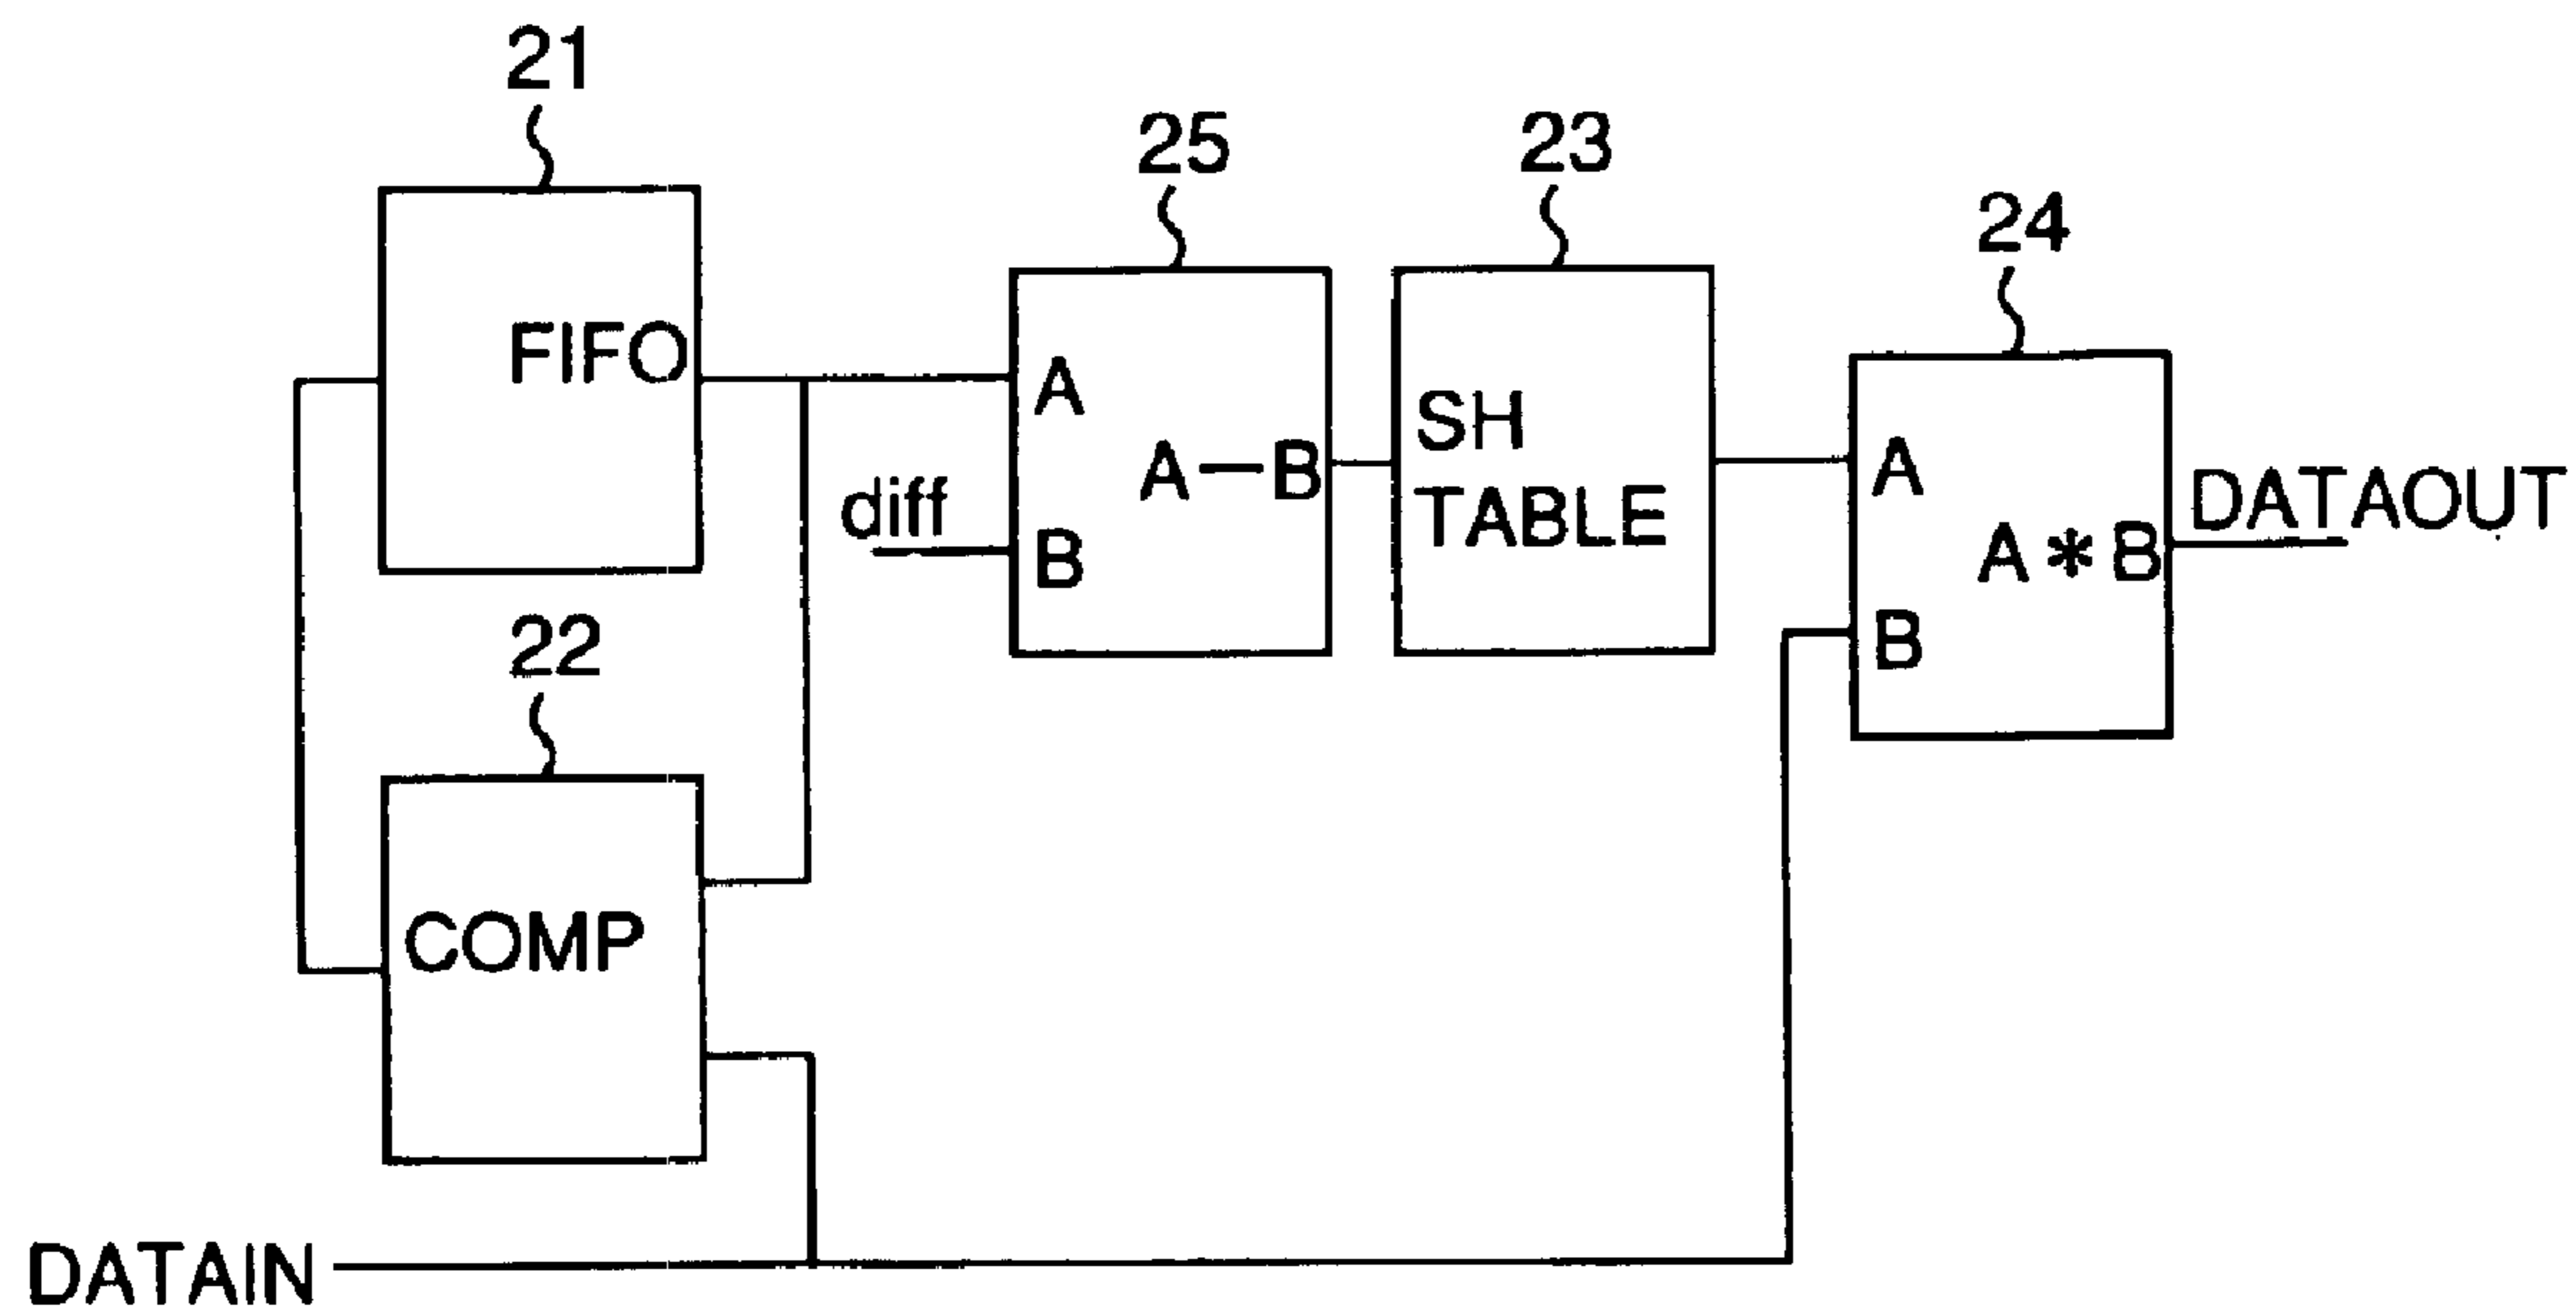 21
25
23
24
FIFO
A
A－B
diff
B
SH
TABLE
A
A＊B
B
DATAOUT
22
COMP
DATAIN